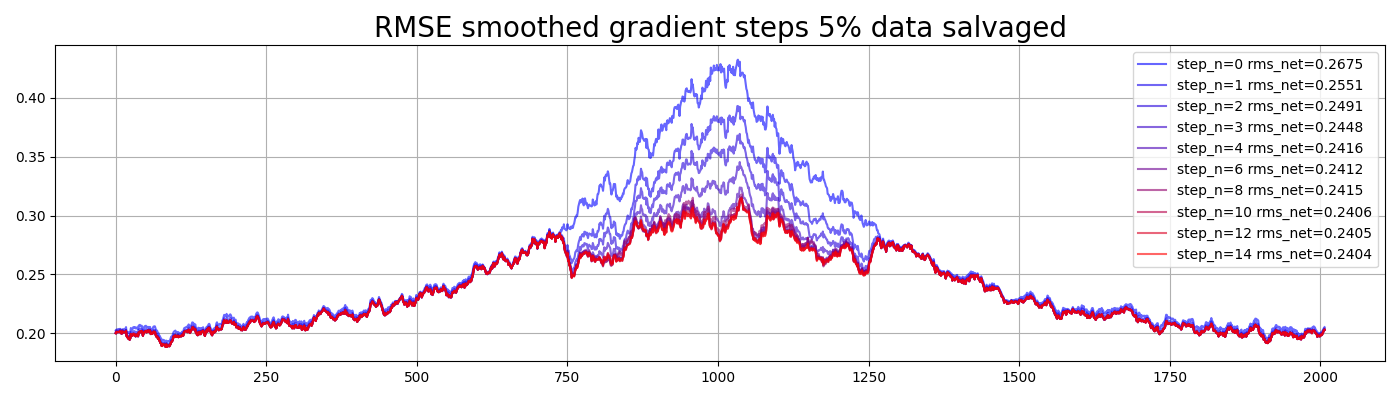 RMSE smoothed gradient steps 5% data salvaged
0.40
0.35
0.30
0.25
0.20
0
250
500
750
1000
1250
1500
1750
2000
step_n=0 rms_net=0.2675
step_n=1 rms_net=0.2551
step_n=2 rms_net=0.2491
step_n=3 rms_net=0.2448
step_n=4 rms_net=0.2416
step_n=6 rms_net=0.2412
step_n=8 rms_net=0.2415
step_n=10 rms_net=0.2406
step_n=12 rms_net=0.2405
step_n=14 rms_net=0.2404